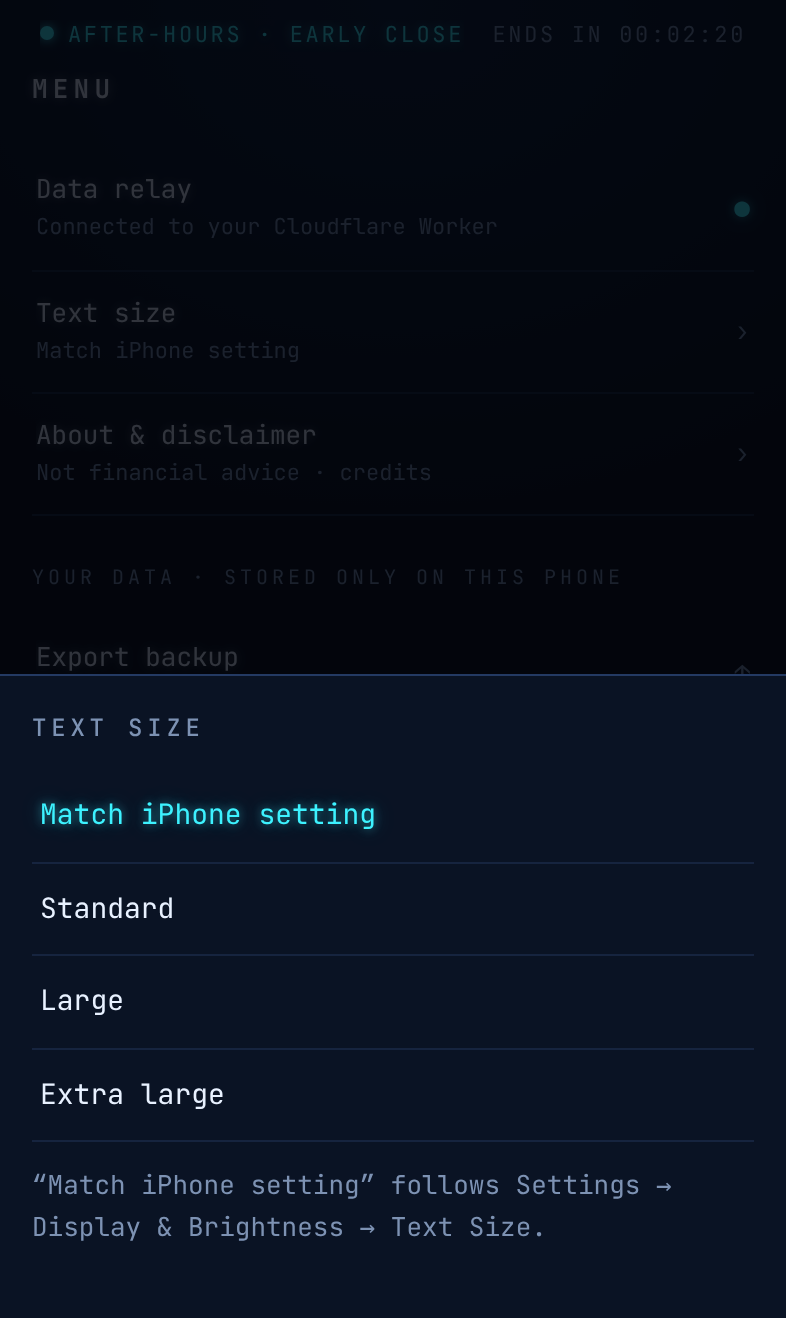 AFTER-HOURS · EARLY CLOSE ENDS IN 00:02:20
MENU
Data relay
Connected to your Cloudflare Worker
Text size
Match iPhone setting
›
About & disclaimer
Not financial advice · credits
›
YOUR DATA · STORED ONLY ON THIS PHONE
Export backup
↑
TEXT SIZE
Match iPhone setting
Standard
Large
Extra large
“Match iPhone setting” follows Settings →
Display & Brightness → Text Size.